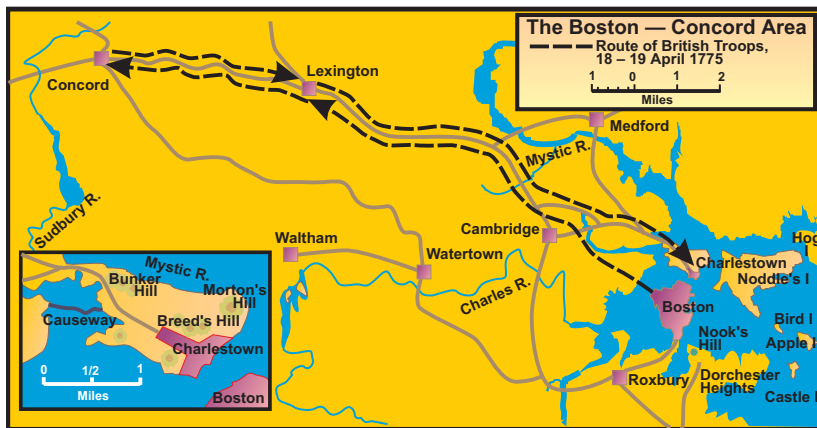 The Boston — Concord Area
Route of British Troops,
18 – 19 April 1775
1 0 1 2
Miles
Concord
Lexington
Medford
Mystic R.
Sudbury R.
Cambridge
Waltham
Watertown
Charles R.
Charlestown
Hog
I
Noddle's I
Boston
Bird I
Nook's
Hill
Apple I
Roxbury
Dorchester
Heights
Castle I
Mystic R.
Bunker
Hill
Morton's
Hill
Causeway
Breed's Hill
Charlestown
0 1/2 1
Miles
Boston